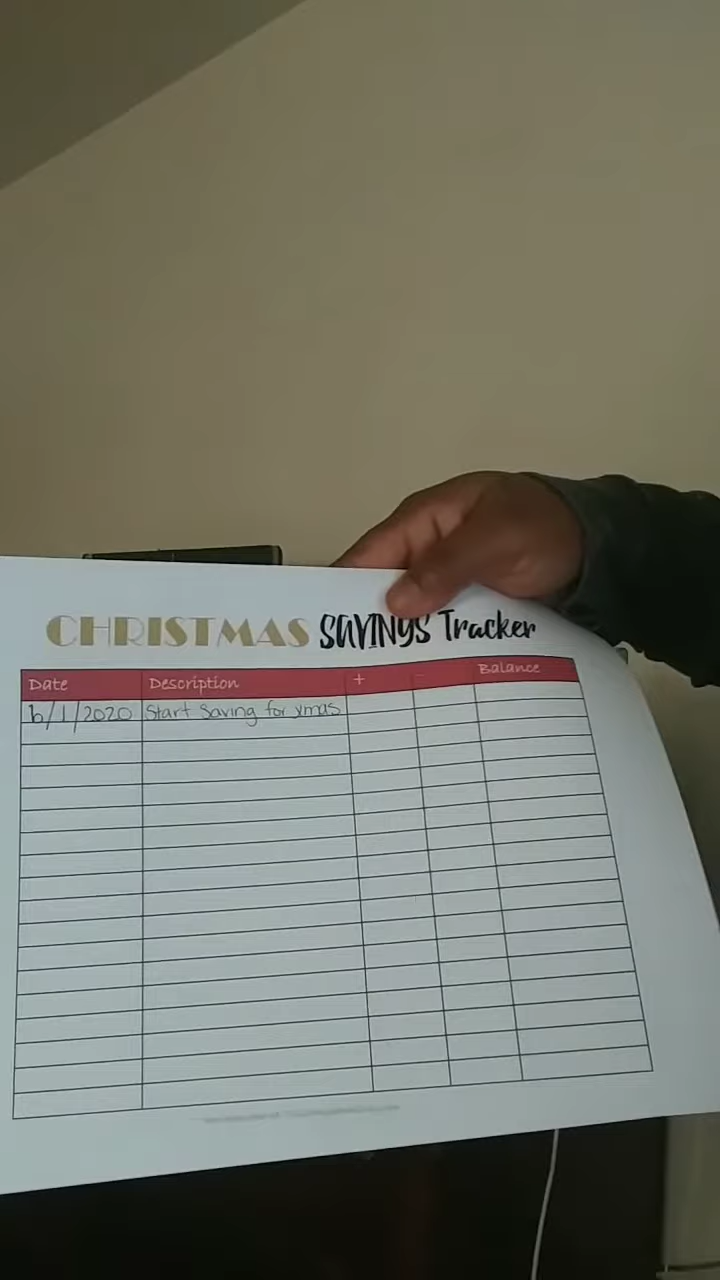 CHRISTMAS SAVINGS Tracker
Date Description + - Balance
6/1/2020 Start Saving for xmas